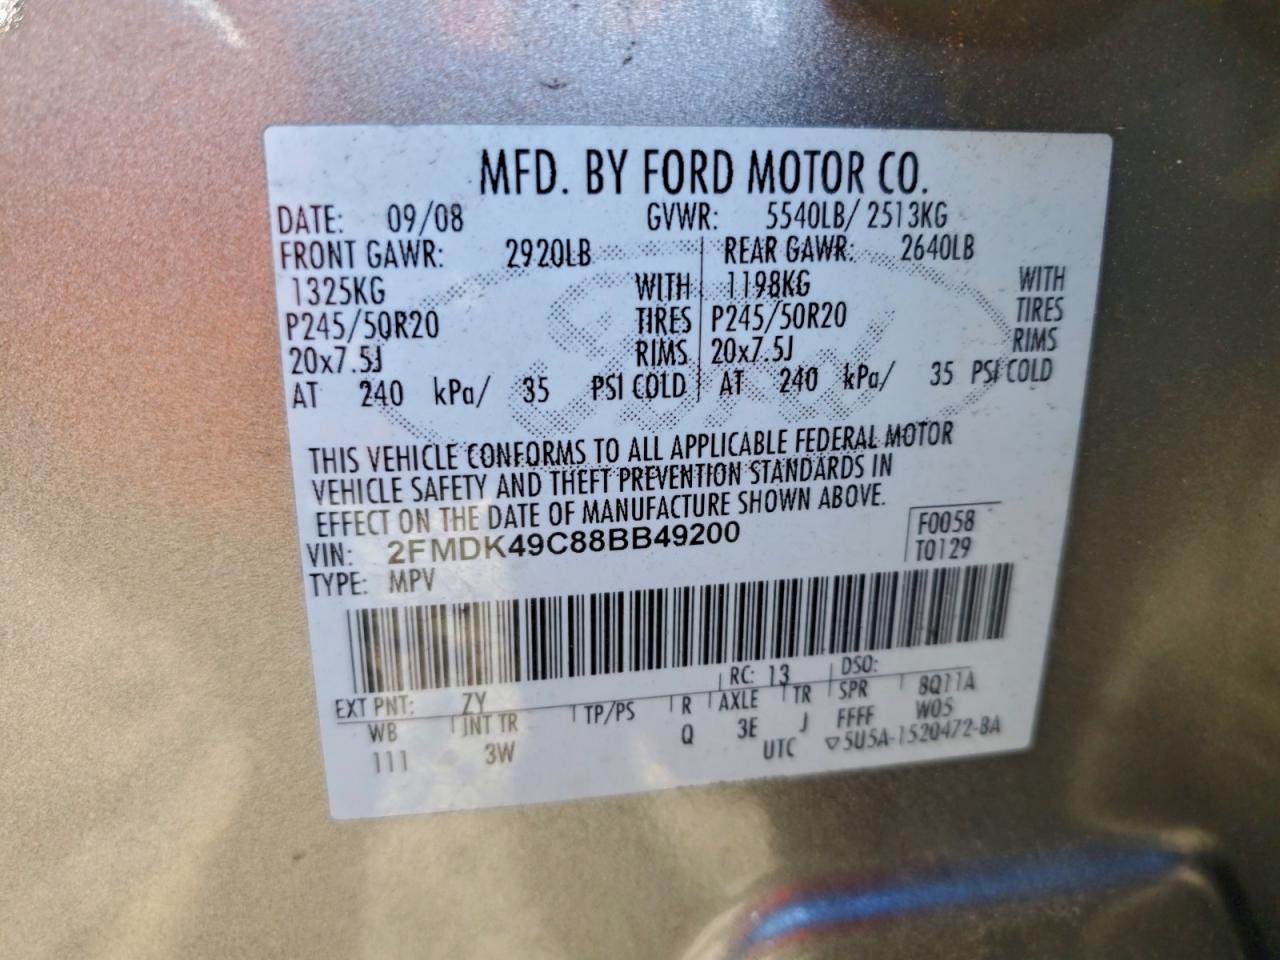 MFD. BY FORD MOTOR CO.
DATE: 09/08 GVWR: 5540LB/ 2513KG
FRONT GAWR: 2920LB REAR GAWR: 2640LB
1325KG WITH 1198KG WITH
P245/50R20 TIRES P245/50R20 TIRES
20x7.5J RIMS 20x7.5J RIMS
AT 240 kPa/ 35 PSI COLD AT 240 kPa/ 35 PSI COLD
THIS VEHICLE CONFORMS TO ALL APPLICABLE FEDERAL MOTOR
VEHICLE SAFETY AND THEFT PREVENTION STANDARDS IN
EFFECT ON THE DATE OF MANUFACTURE SHOWN ABOVE.
VIN: 2FMDK49C88BB49200 F0058
TYPE: MPV T0129
EXT PNT: ZY RC: 13 DSO:
WB INT TR TP/PS R AXLE TR SPR 8Q11A
111 3W Q 3E J FFFF W05
UTC ▽5U5A-1520472-BA